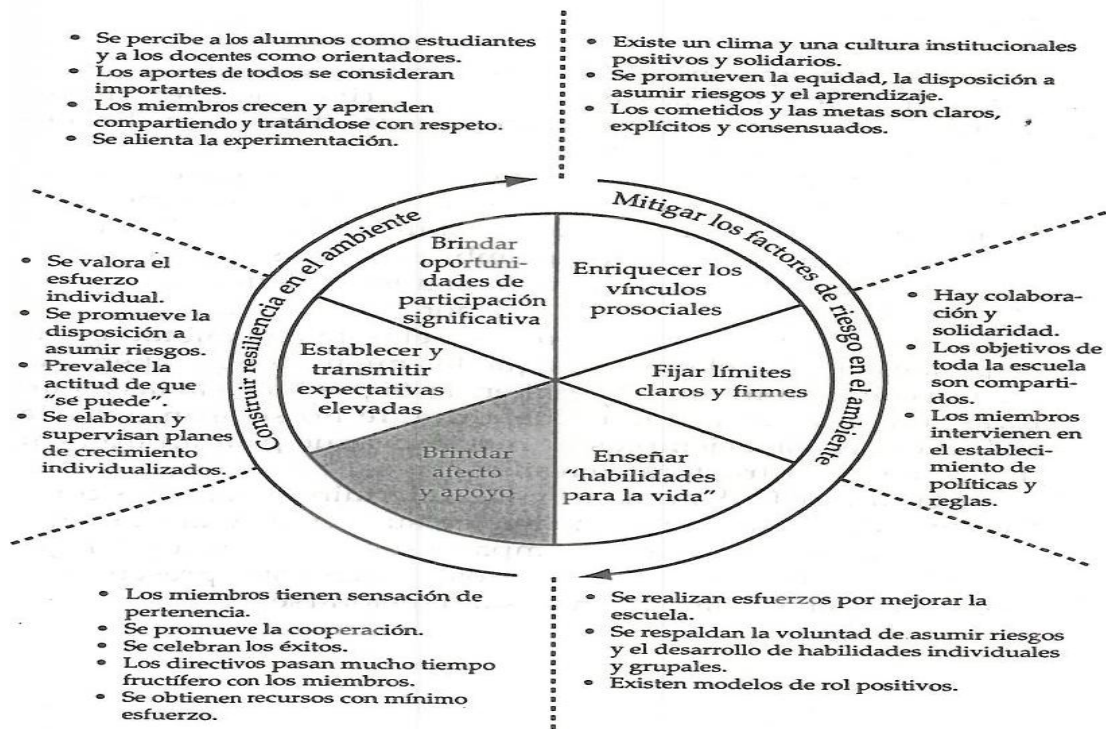 • Se percibe a los alumnos como estudiantes
y a los docentes como orientadores.
• Los aportes de todos se consideran
importantes.
• Los miembros crecen y aprenden
compartiendo y tratándose con respeto.
• Se alienta la experimentación.
• Existe un clima y una cultura institucionales
positivos y solidarios.
• Se promueven la equidad, la disposición a
asumir riesgos y el aprendizaje.
• Los cometidos y las metas son claros,
explícitos y consensuados.
Construir resiliencia en el ambiente
Mitigar los factores de riesgo en el ambiente
Brindar
oportuni-
dades de
participación
significativa
Enriquecer los
vínculos
prosociales
• Se valora el
esfuerzo
individual.
• Se promueve la
disposición a
asumir riesgos.
• Prevalece la
actitud de que
"se puede".
• Se elaboran y
supervisan planes
de crecimiento
individualizados.
Establecer y
transmitir
expectativas
elevadas
Fijar límites
claros y firmes
• Hay colabora-
ción y
solidaridad.
• Los objetivos de
toda la escuela
son comparti-
dos.
• Los miembros
intervienen en
el estableci-
miento de
políticas y
reglas.
Brindar
afecto
y apoyo
Enseñar
"habilidades
para la vida"
• Los miembros tienen sensación de
pertenencia.
• Se promueve la cooperación.
• Se celebran los éxitos.
• Los directivos pasan mucho tiempo
fructífero con los miembros.
• Se obtienen recursos con mínimo
esfuerzo.
• Se realizan esfuerzos por mejorar la
escuela.
• Se respaldan la voluntad de asumir riesgos
y el desarrollo de habilidades individuales
y grupales.
• Existen modelos de rol positivos.